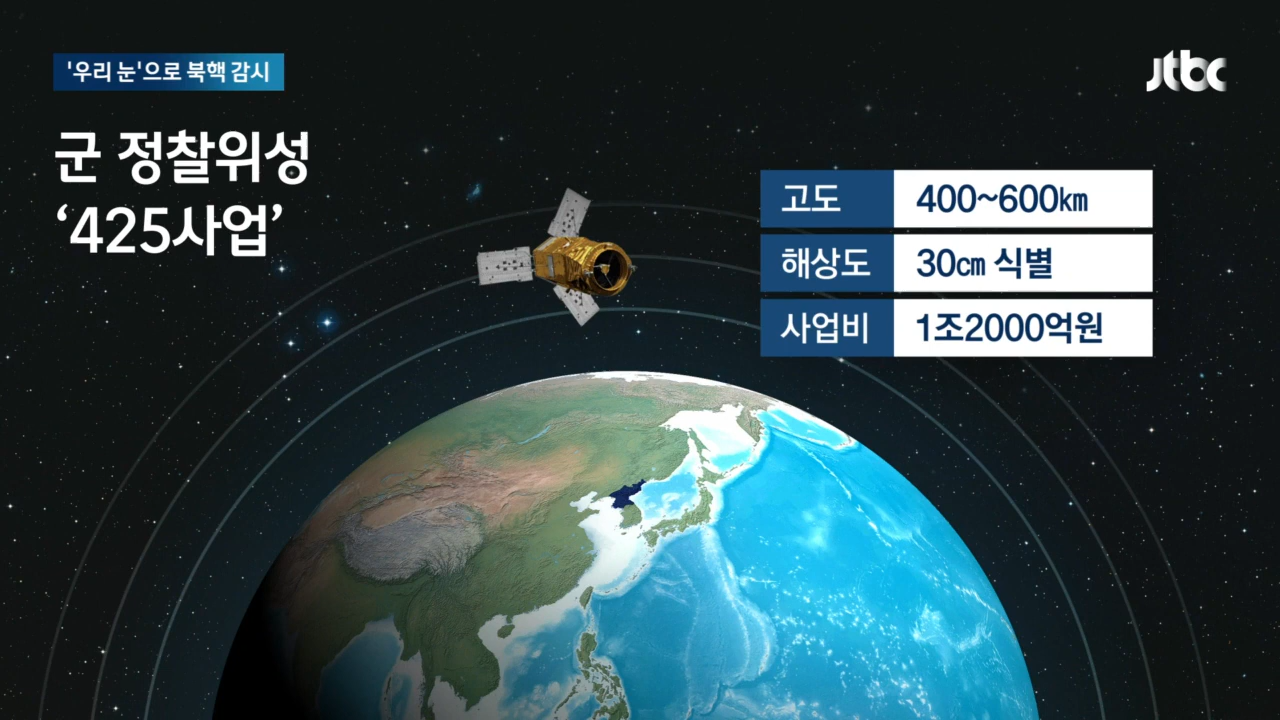 '우리 눈'으로 북핵 감시
jtbc
군 정찰위성
‘425사업’
고도 400~600㎞
해상도 30㎝ 식별
사업비 1조2000억원